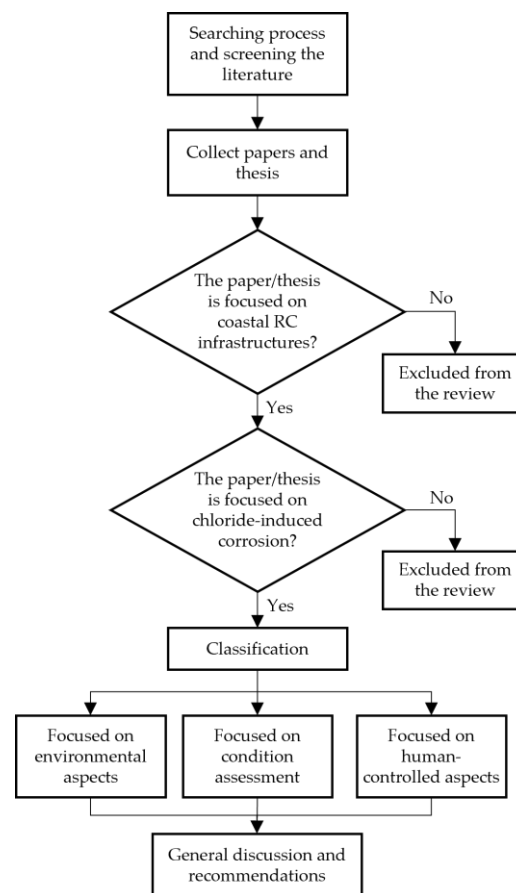 Searching process
and screening the
literature
Collect papers and
thesis
The paper/thesis
is focused on
coastal RC
infrastructures?
No
Excluded from
the review
Yes
The paper/thesis
is focused on
chloride-induced
corrosion?
No
Excluded from
the review
Yes
Classification
Focused on
environmental
aspects
Focused on
condition
assessment
Focused on
human-
controlled aspects
General discussion and
recommendations